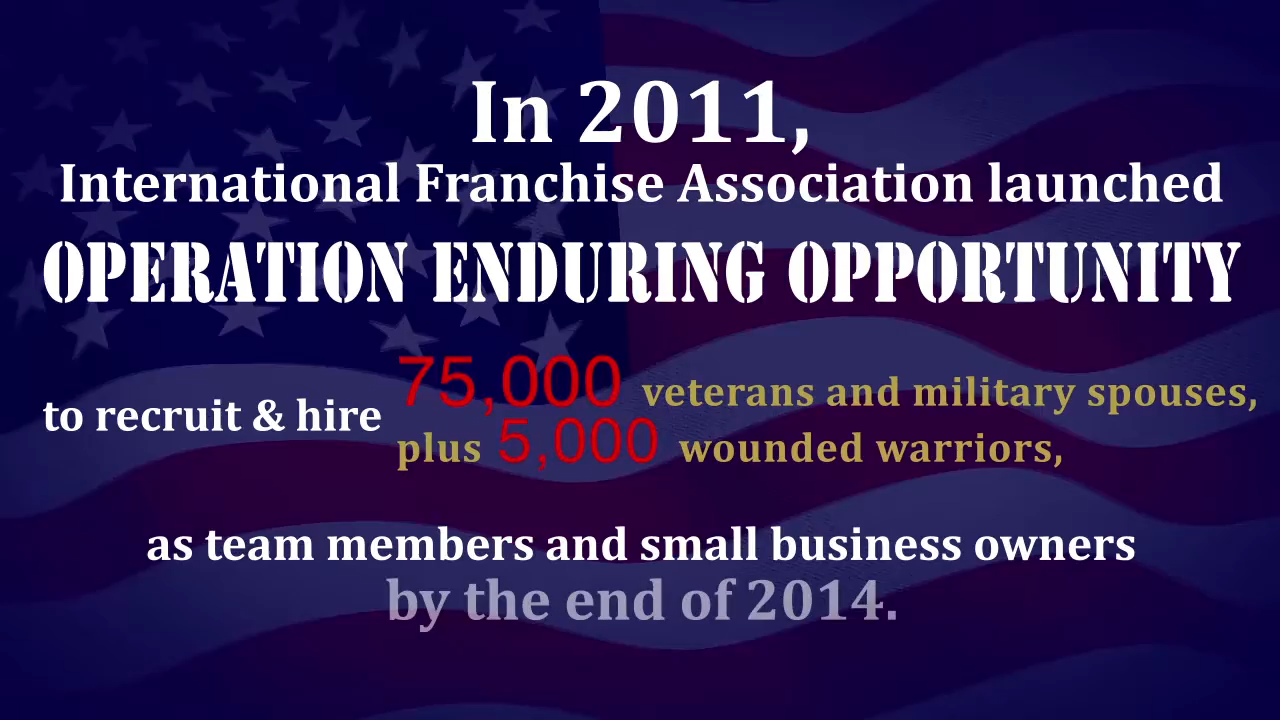 In 2011,
International Franchise Association launched
OPERATION ENDURING OPPORTUNITY
to recruit & hire
75,000 veterans and military spouses,
plus 5,000 wounded warriors,
as team members and small business owners
by the end of 2014.